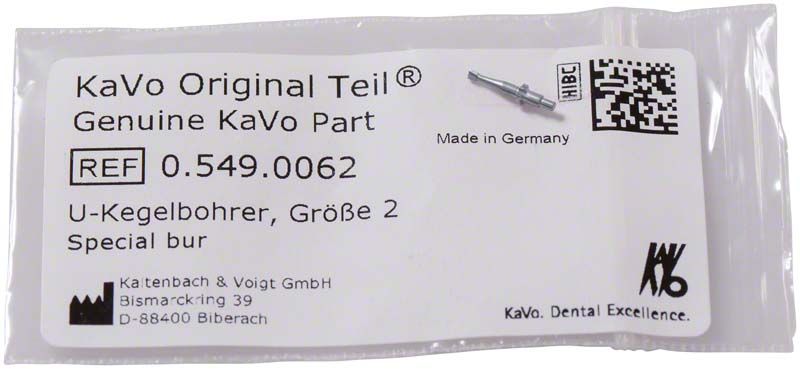 KaVo Original Teil®
Genuine KaVo Part
REF 0.549.0062
U-Kegelbohrer, Größe 2
Special bur
Kaltenbach & Voigt GmbH
Bismarckring 39
D-88400 Biberach
HIBC
Made in Germany
KaVo
KaVo. Dental Excellence.